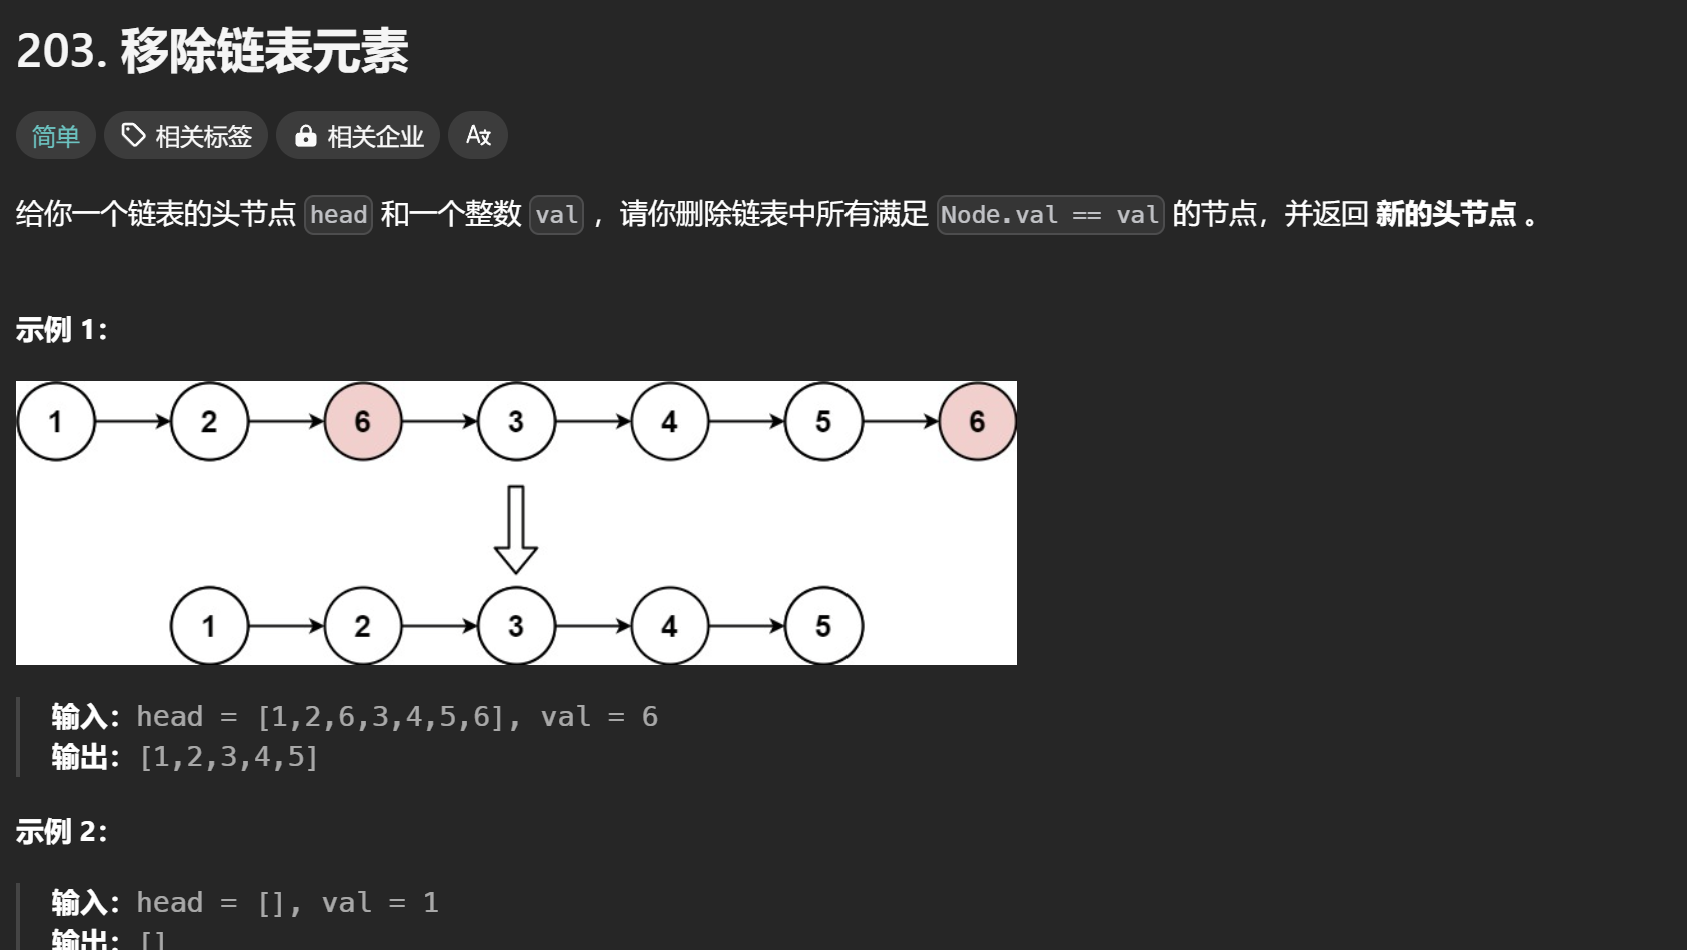 203. 移除链表元素
简单 相关标签 相关企业 A文
给你一个链表的头节点 head 和一个整数 val ，请你删除链表中所有满足 Node.val == val 的节点，并返回 新的头节点 。
示例 1：
1 2 6 3 4 5 6
1 2 3 4 5
输入：head = [1,2,6,3,4,5,6], val = 6
输出：[1,2,3,4,5]
示例 2：
输入：head = [], val = 1
输出：[]